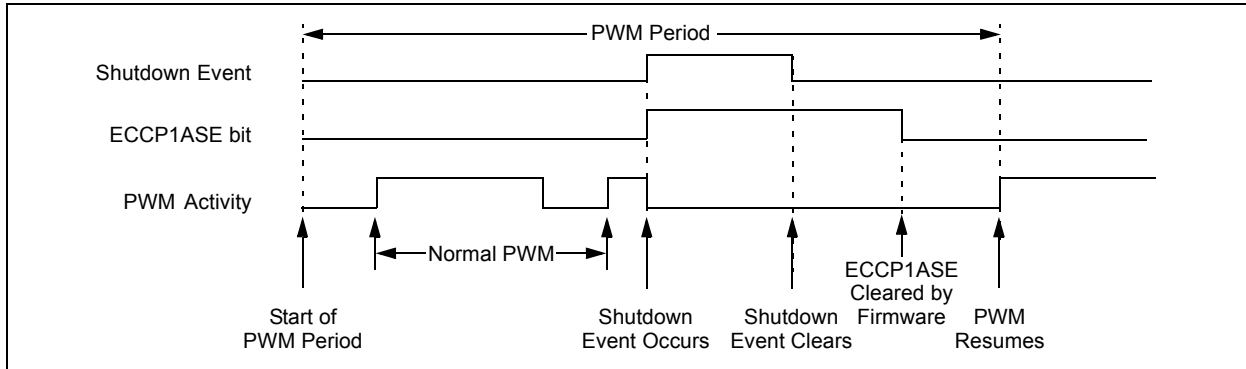 PWM Period
Shutdown Event
ECCP1ASE bit
PWM Activity
Normal PWM
Start of
PWM Period
Shutdown
Event Occurs
Shutdown
Event Clears
ECCP1ASE
Cleared by
Firmware
PWM
Resumes